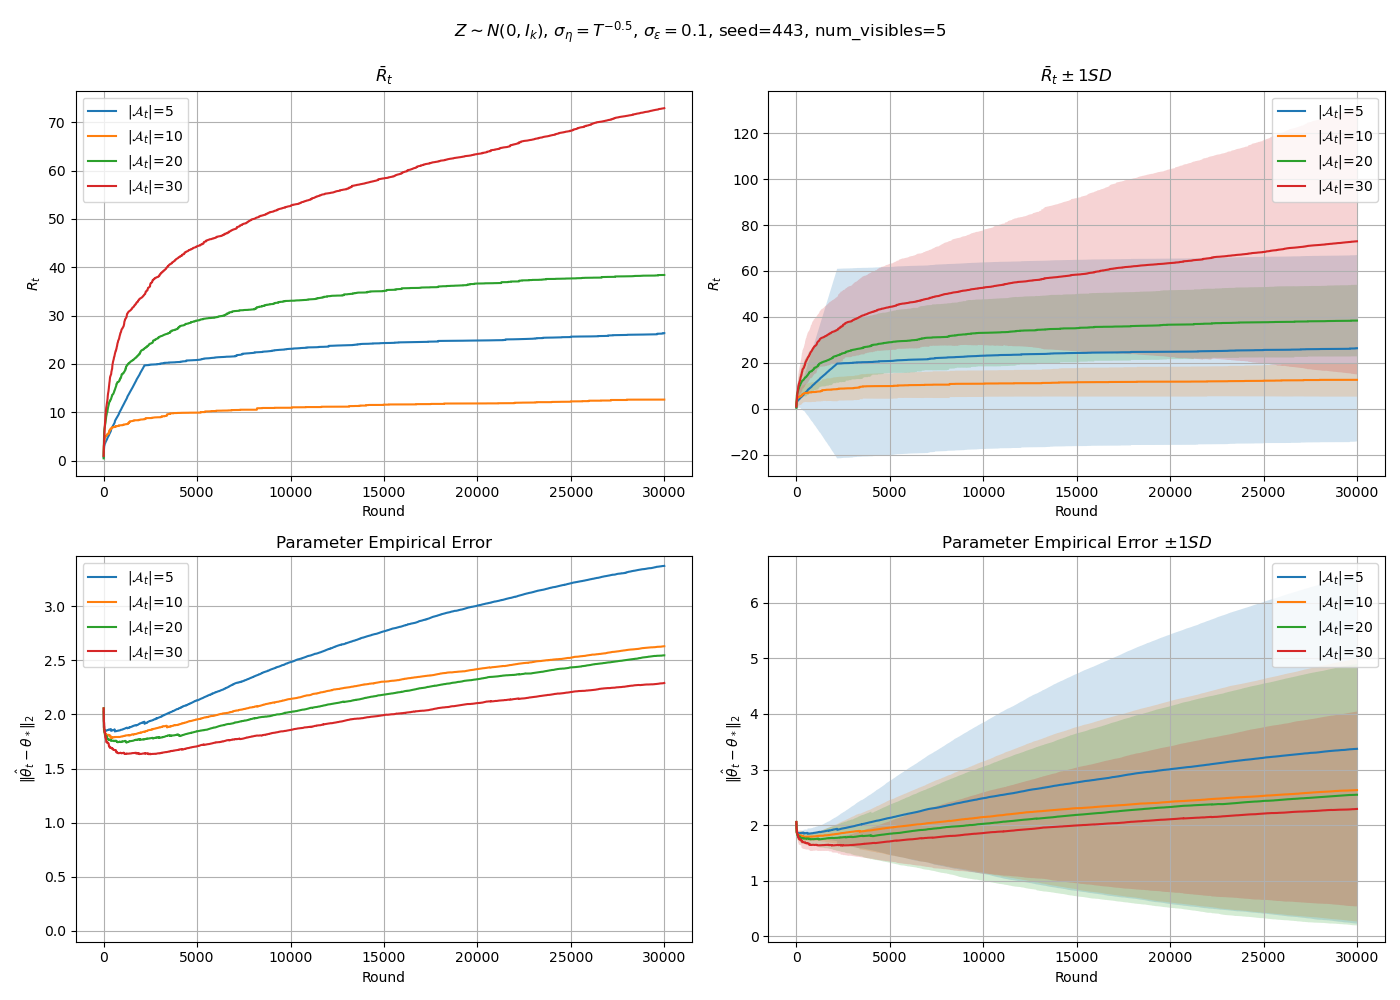 Z ∼ N(0, I_k), σ_η = T^{−0.5}, σ_ε = 0.1, seed=443, num_visibles=5
R̄_t
|𝒜_t|=5
|𝒜_t|=10
|𝒜_t|=20
|𝒜_t|=30
R_t
70
60
50
40
30
20
10
0
0 5000 10000 15000 20000 25000 30000
Round
R̄_t ± 1SD
|𝒜_t|=5
|𝒜_t|=10
|𝒜_t|=20
|𝒜_t|=30
R_t
120
100
80
60
40
20
0
−20
0 5000 10000 15000 20000 25000 30000
Round
Parameter Empirical Error
|𝒜_t|=5
|𝒜_t|=10
|𝒜_t|=20
|𝒜_t|=30
‖θ̂_t − θ_*‖_2
3.0
2.5
2.0
1.5
1.0
0.5
0.0
0 5000 10000 15000 20000 25000 30000
Round
Parameter Empirical Error ±1SD
|𝒜_t|=5
|𝒜_t|=10
|𝒜_t|=20
|𝒜_t|=30
‖θ̂_t − θ_*‖_2
6
5
4
3
2
1
0
0 5000 10000 15000 20000 25000 30000
Round